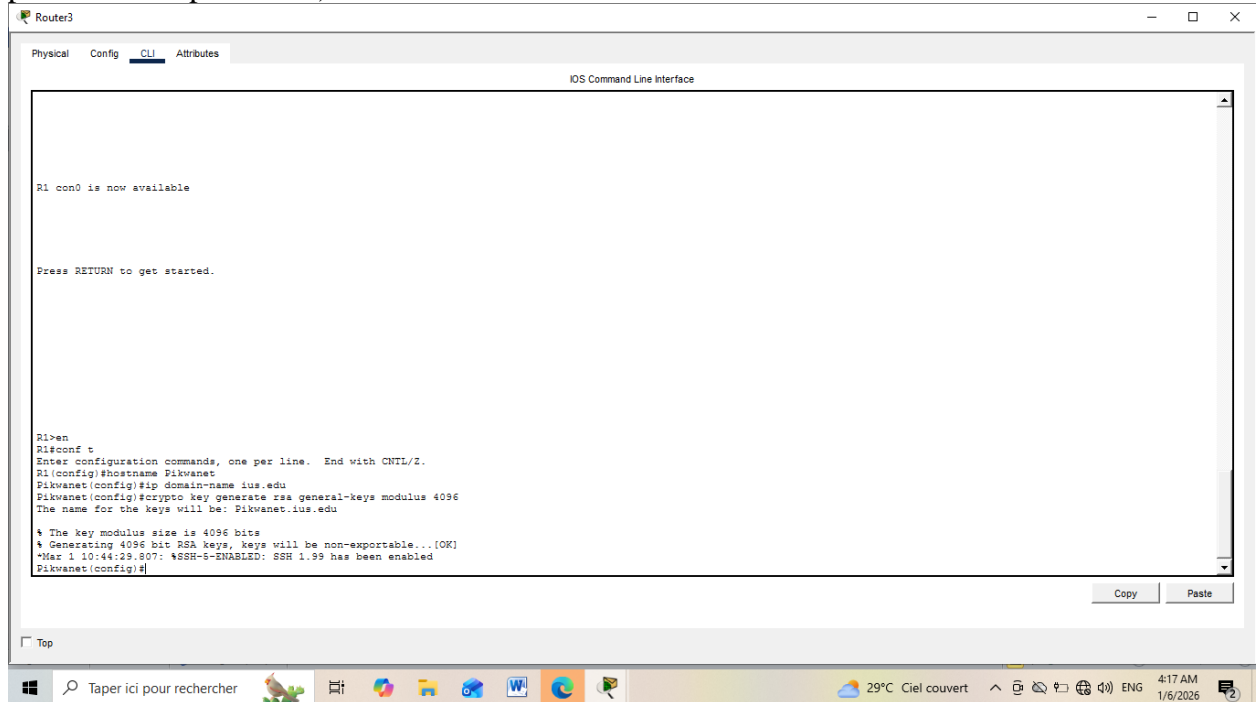 Router3
Physical Config CLI Attributes
IOS Command Line Interface
R1 con0 is now available
Press RETURN to get started.
R1>en
R1#conf t
Enter configuration commands, one per line.  End with CNTL/Z.
R1(config)#hostname Pikwanet
Pikwanet(config)#ip domain-name ius.edu
Pikwanet(config)#crypto key generate rsa general-keys modulus 4096
The name for the keys will be: Pikwanet.ius.edu
% The key modulus size is 4096 bits
% Generating 4096 bit RSA keys, keys will be non-exportable...[OK]
*Mar 1 10:44:29.807: %SSH-5-ENABLED: SSH 1.99 has been enabled
Pikwanet(config)#
Copy Paste
Top
Taper ici pour rechercher
29°C Ciel couvert
ENG
4:17 AM
1/6/2026
2